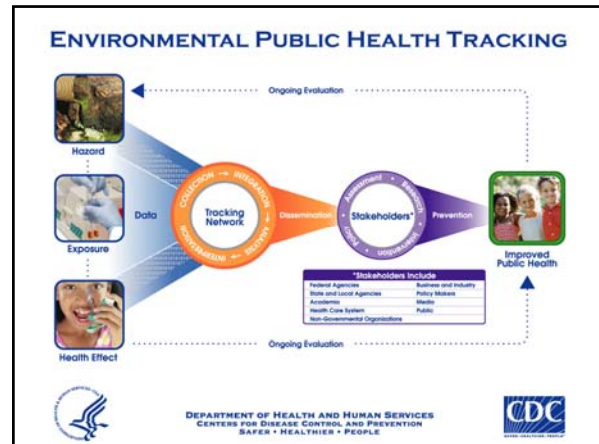 ENVIRONMENTAL PUBLIC HEALTH TRACKING
Ongoing Evaluation
Hazard
Exposure
Health Effect
Data
COLLECTION → INTEGRATION → ANALYSIS → INTERPRETATION
Tracking
Network
Dissemination
Assessment • Research • Intervention • Policy •
Stakeholders*
Prevention
Improved
Public Health
*Stakeholders Include
Federal Agencies
State and Local Agencies
Academia
Health Care System
Non-Governmental Organizations
Business and Industry
Policy Makers
Media
Public
Ongoing Evaluation
DEPARTMENT OF HEALTH AND HUMAN SERVICES
CENTERS FOR DISEASE CONTROL AND PREVENTION
SAFER • HEALTHIER • PEOPLE
CDC